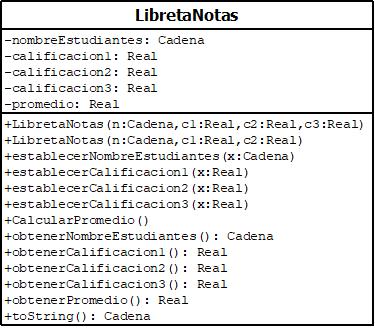 LibretaNotas
-nombreEstudiantes: Cadena
-calificacion1: Real
-calificacion2: Real
-calificacion3: Real
-promedio: Real
+LibretaNotas(n:Cadena,c1:Real,c2:Real,c3:Real)
+LibretaNotas(n:Cadena,c1:Real,c2:Real)
+establecerNombreEstudiantes(x:Cadena)
+establecerCalificacion1(x:Real)
+establecerCalificacion2(x:Real)
+establecerCalificacion3(x:Real)
+CalcularPromedio()
+obtenerNombreEstudiantes(): Cadena
+obtenerCalificacion1(): Real
+obtenerCalificacion2(): Real
+obtenerCalificacion3(): Real
+obtenerPromedio(): Real
+toString(): Cadena